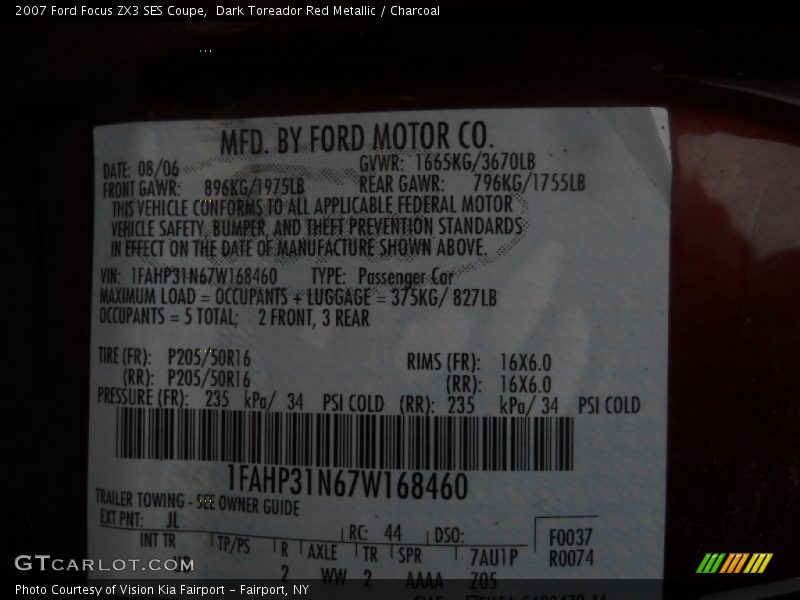 2007 Ford Focus ZX3 SES Coupe,  Dark Toreador Red Metallic / Charcoal
MFD. BY FORD MOTOR CO.
DATE: 08/06 GVWR: 1665KG/3670LB
FRONT GAWR: 896KG/1975LB REAR GAWR: 796KG/1755LB
THIS VEHICLE CONFORMS TO ALL APPLICABLE FEDERAL MOTOR
VEHICLE SAFETY, BUMPER, AND THEFT PREVENTION STANDARDS
IN EFFECT ON THE DATE OF MANUFACTURE SHOWN ABOVE.
VIN: 1FAHP31N67W168460 TYPE: Passenger Car
MAXIMUM LOAD = OCCUPANTS + LUGGAGE = 375KG/ 827LB
OCCUPANTS = 5 TOTAL; 2 FRONT, 3 REAR
TIRE (FR): P205/50R16 RIMS (FR): 16X6.0
(RR): P205/50R16 (RR): 16X6.0
PRESSURE (FR): 235 kPa/ 34 PSI COLD (RR): 235 kPa/ 34 PSI COLD
1FAHP31N67W168460
TRAILER TOWING - SEE OWNER GUIDE
EXT PNT: JL RC: 44 DSO: F0037
INT TR TP/PS R AXLE TR SPR 7AU1P R0074
2 WW 2 AAAA Z05
GTCARLOT.COM
Photo Courtesy of Vision Kia Fairport - Fairport, NY